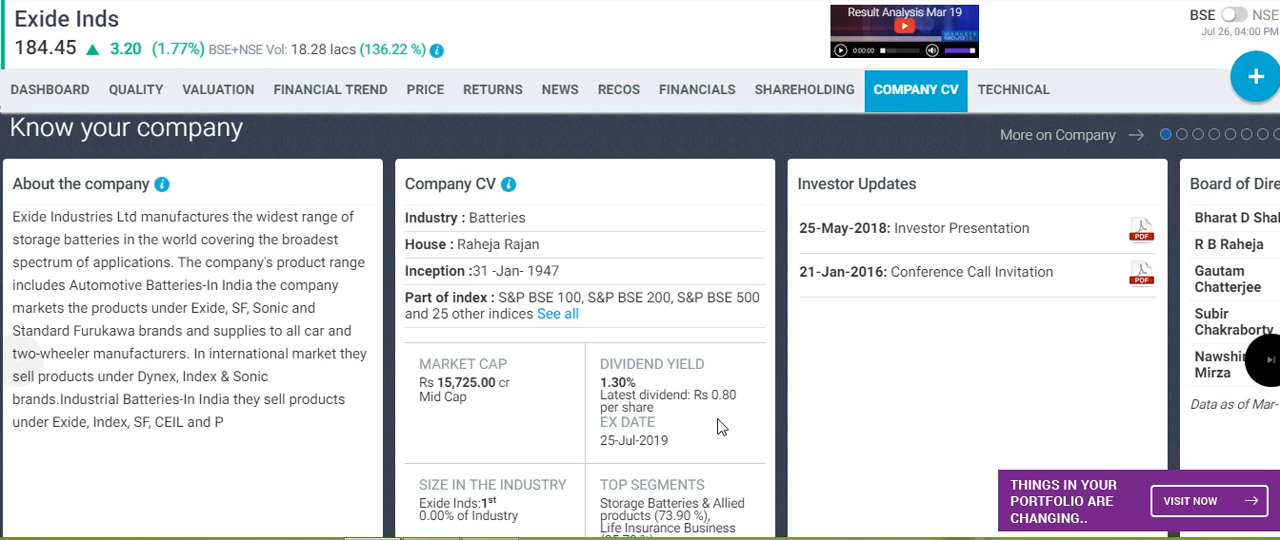 Exide Inds
184.45 ▲ 3.20 (1.77%) BSE+NSE Vol: 18.28 lacs (136.22 %)
Result Analysis Mar 19
0:00:00
BSE NSE
Jul 26, 04:00 PM
+
DASHBOARD QUALITY VALUATION FINANCIAL TREND PRICE RETURNS NEWS RECOS FINANCIALS SHAREHOLDING COMPANY CV TECHNICAL
Know your company
More on Company →
About the company
Exide Industries Ltd manufactures the widest range of
storage batteries in the world covering the broadest
spectrum of applications. The company's product range
includes Automotive Batteries-In India the company
markets the products under Exide, SF, Sonic and
Standard Furukawa brands and supplies to all car and
two-wheeler manufacturers. In international market they
sell products under Dynex, Index & Sonic
brands.Industrial Batteries-In India they sell products
under Exide, Index, SF, CEIL and P
Company CV
Industry : Batteries
House : Raheja Rajan
Inception :31 -Jan- 1947
Part of index : S&P BSE 100, S&P BSE 200, S&P BSE 500
and 25 other indices See all
MARKET CAP
Rs 15,725.00 cr
Mid Cap
DIVIDEND YIELD
1.30%
Latest dividend: Rs 0.80
per share
EX DATE
25-Jul-2019
SIZE IN THE INDUSTRY
Exide Inds:1st
0.00% of Industry
TOP SEGMENTS
Storage Batteries & Allied
products (73.90 %),
Life Insurance Business
Investor Updates
25-May-2018: Investor Presentation
PDF
21-Jan-2016: Conference Call Invitation
PDF
Board of Dire
Bharat D Shal
R B Raheja
Gautam
Chatterjee
Subir
Chakraborty
Nawshir
Mirza
Data as of Mar-
THINGS IN YOUR
PORTFOLIO ARE
CHANGING..
VISIT NOW →